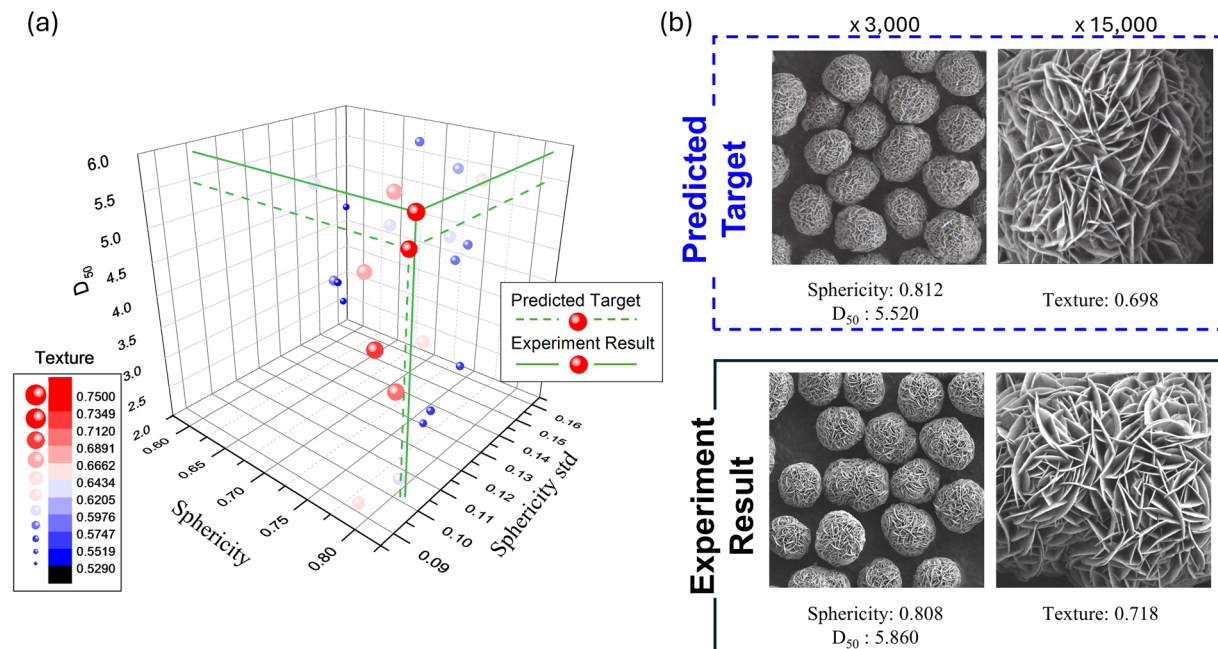 (a)
6.0
5.5
5.0
4.5
4.0
3.5
3.0
2.5
2.0
D50
0.60
0.65
0.70
0.75
0.80
Sphericity
0.09
0.10
0.11
0.12
0.13
0.14
0.15
0.16
Sphericity std
Texture
0.7500
0.7349
0.7120
0.6891
0.6662
0.6434
0.6205
0.5976
0.5747
0.5519
0.5290
Predicted Target
Experiment Result
(b)
x 3,000
x 15,000
Predicted
Target
Sphericity: 0.812
D50 : 5.520
Texture: 0.698
Experiment
Result
Sphericity: 0.808
D50 : 5.860
Texture: 0.718